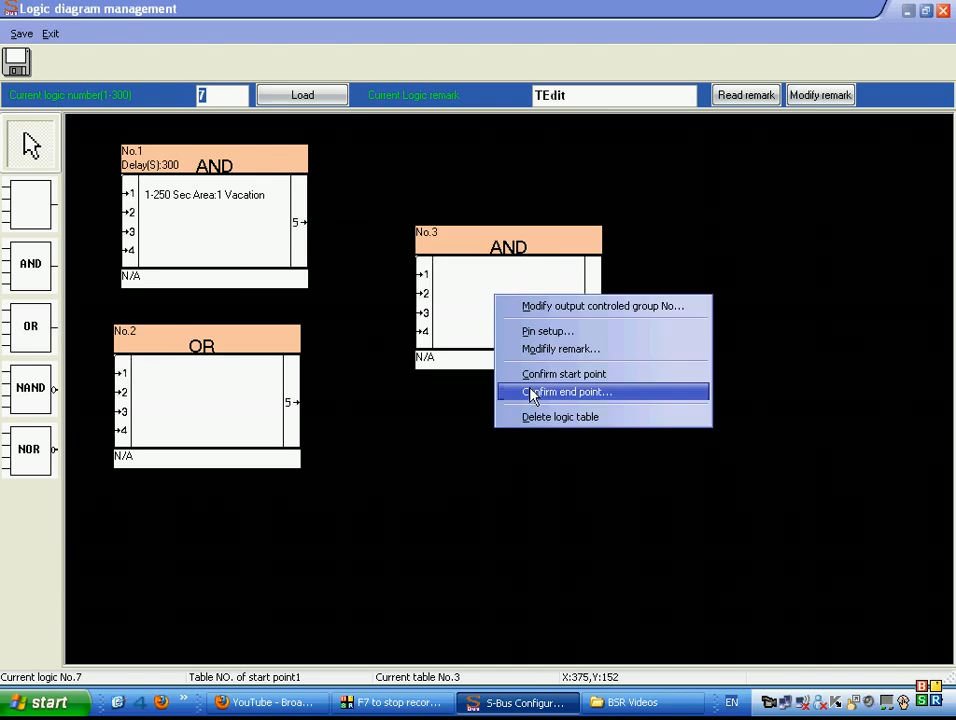 Logic diagram management
Save Exit
Current logic number(1-300) 7 Load Current Logic remark TEdit Read remark Modify remark
No.1
Delay(S):300 AND
1 1-250 Sec Area:1 Vacation
2
3
4
5
N/A
No.2
OR
1
2
3
4
5
N/A
No.3
AND
1
2
3
4
N/A
Modify output controled group No...
Pin setup...
Modifily remark...
Confirm start point
Confirm end point...
Delete logic table
AND
OR
NAND
NOR
Current logic No.7 Table NO. of start point1 Current table No.3 X:375,Y:152
start YouTube - Broa... F7 to stop recor... S-Bus Configur... BSR Videos EN
B S R